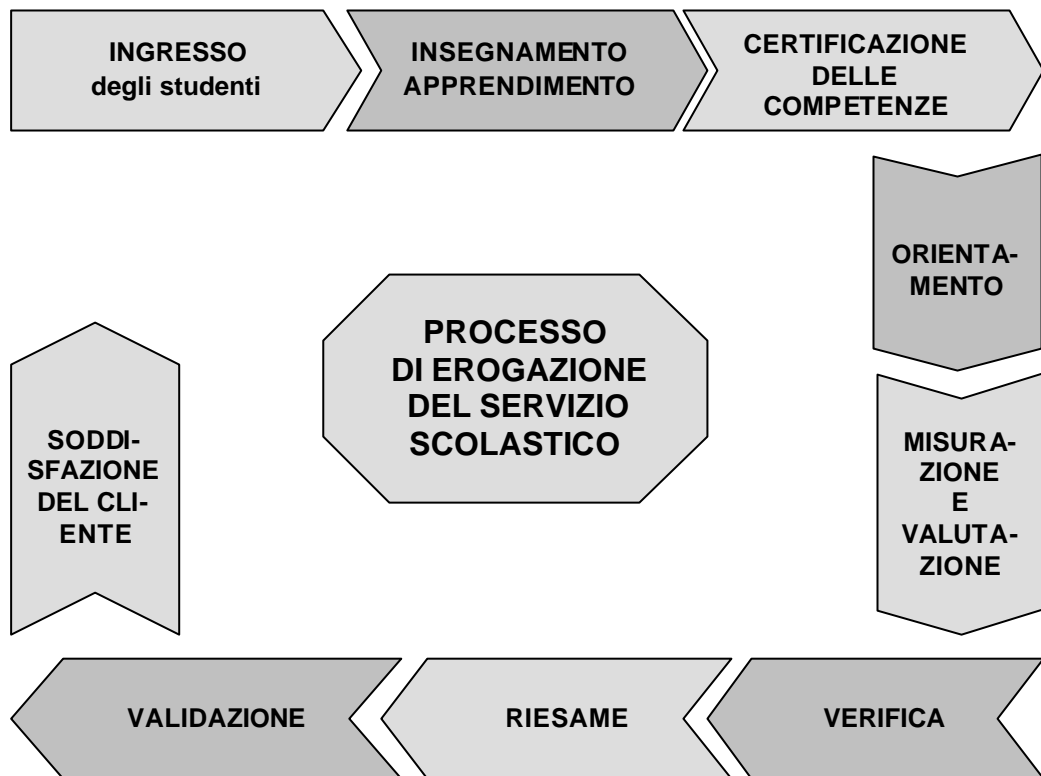 INGRESSO
degli studenti
INSEGNAMENTO
APPRENDIMENTO
CERTIFICAZIONE
DELLE
COMPETENZE
ORIENTA-
MENTO
PROCESSO
DI EROGAZIONE
DEL SERVIZIO
SCOLASTICO
SODDI-
SFAZIONE
DEL CLI-
ENTE
MISURA-
ZIONE
E
VALUTA-
ZIONE
VALIDAZIONE
RIESAME
VERIFICA